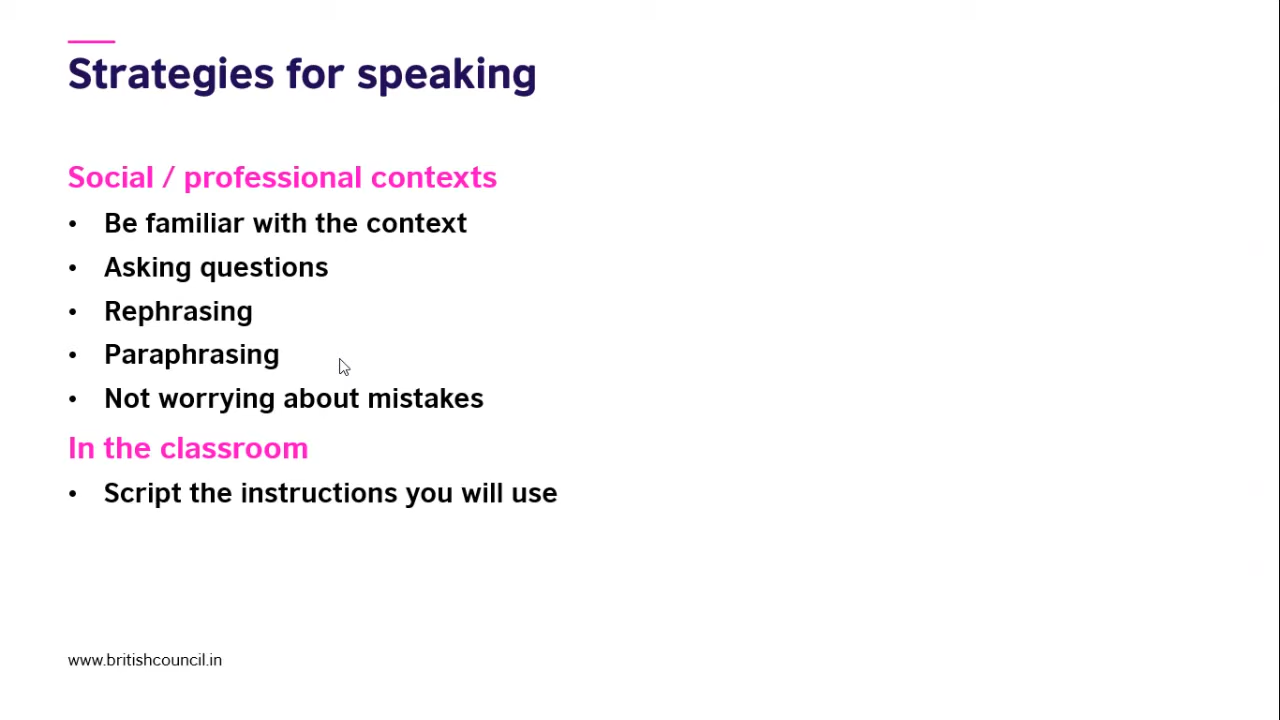 Strategies for speaking
Social / professional contexts
• Be familiar with the context
• Asking questions
• Rephrasing
• Paraphrasing
• Not worrying about mistakes
In the classroom
• Script the instructions you will use
www.britishcouncil.in